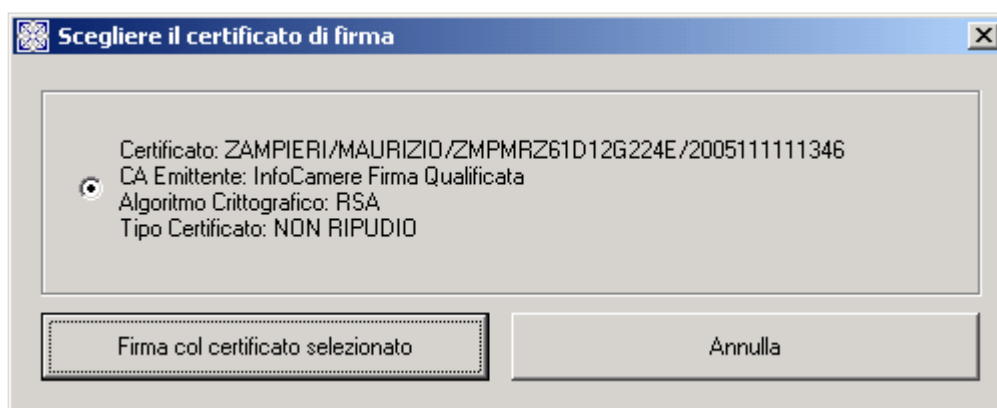 Scegliere il certificato di firma
Certificato: ZAMPIERI/MAURIZIO/ZMPMRZ61D12G224E/2005111111346
CA Emittente: InfoCamere Firma Qualificata
Algoritmo Crittografico: RSA
Tipo Certificato: NON RIPUDIO
Firma col certificato selezionato
Annulla